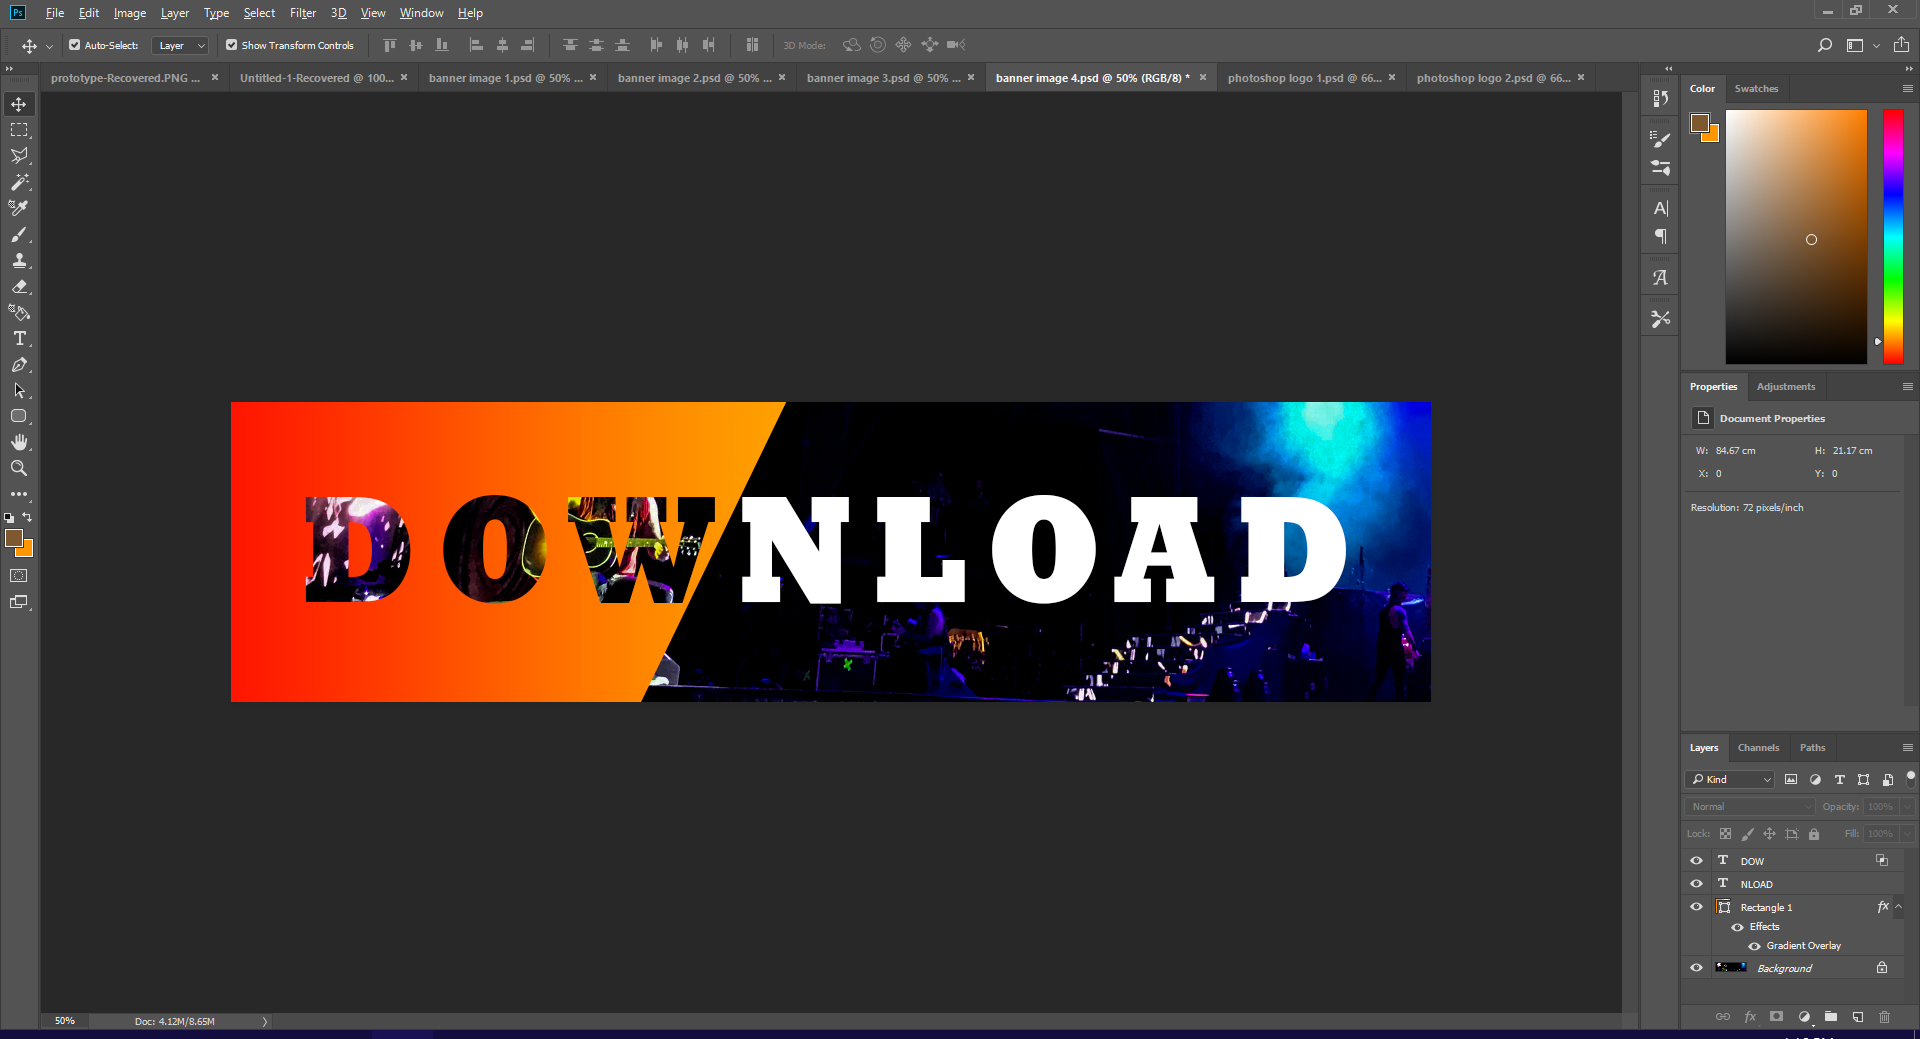 Ps File Edit Image Layer Type Select Filter 3D View Window Help
Auto-Select: Layer Show Transform Controls 3D Mode:
prototype-Recovered.PNG ... Untitled-1-Recovered @ 100... banner image 1.psd @ 50% ... banner image 2.psd @ 50% ... banner image 3.psd @ 50% ... banner image 4.psd @ 50% (RGB/8) * photoshop logo 1.psd @ 66... photoshop logo 2.psd @ 66...
Color Swatches
Properties Adjustments
Document Properties
W: 84.67 cm H: 21.17 cm
X: 0 Y: 0
Resolution: 72 pixels/inch
DOWNLOAD
Layers Channels Paths
Kind
Normal Opacity: 100%
Lock: Fill: 100%
DOW
NLOAD
Rectangle 1 fx
Effects
Gradient Overlay
Background
fx
50% Doc: 4.12M/8.65M